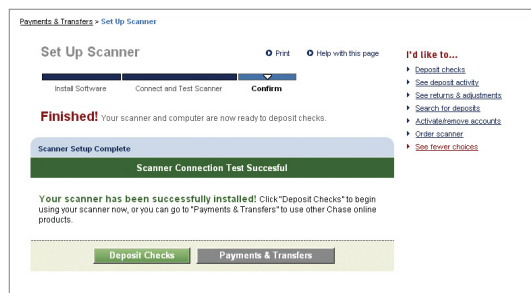 Payments & Transfers > Set Up Scanner
Set Up Scanner
Print
Help with this page
Install Software
Connect and Test Scanner
Confirm
Finished! Your scanner and computer are now ready to deposit checks.
Scanner Setup Complete
Scanner Connection Test Succesful
Your scanner has been successfully installed! Click "Deposit Checks" to begin
using your scanner now, or you can go to "Payments & Transfers" to use other Chase online
products.
Deposit Checks
Payments & Transfers
I'd like to...
Deposit checks
See deposit activity
See returns & adjustments
Search for deposits
Activate/remove accounts
Order scanner
See fewer choices